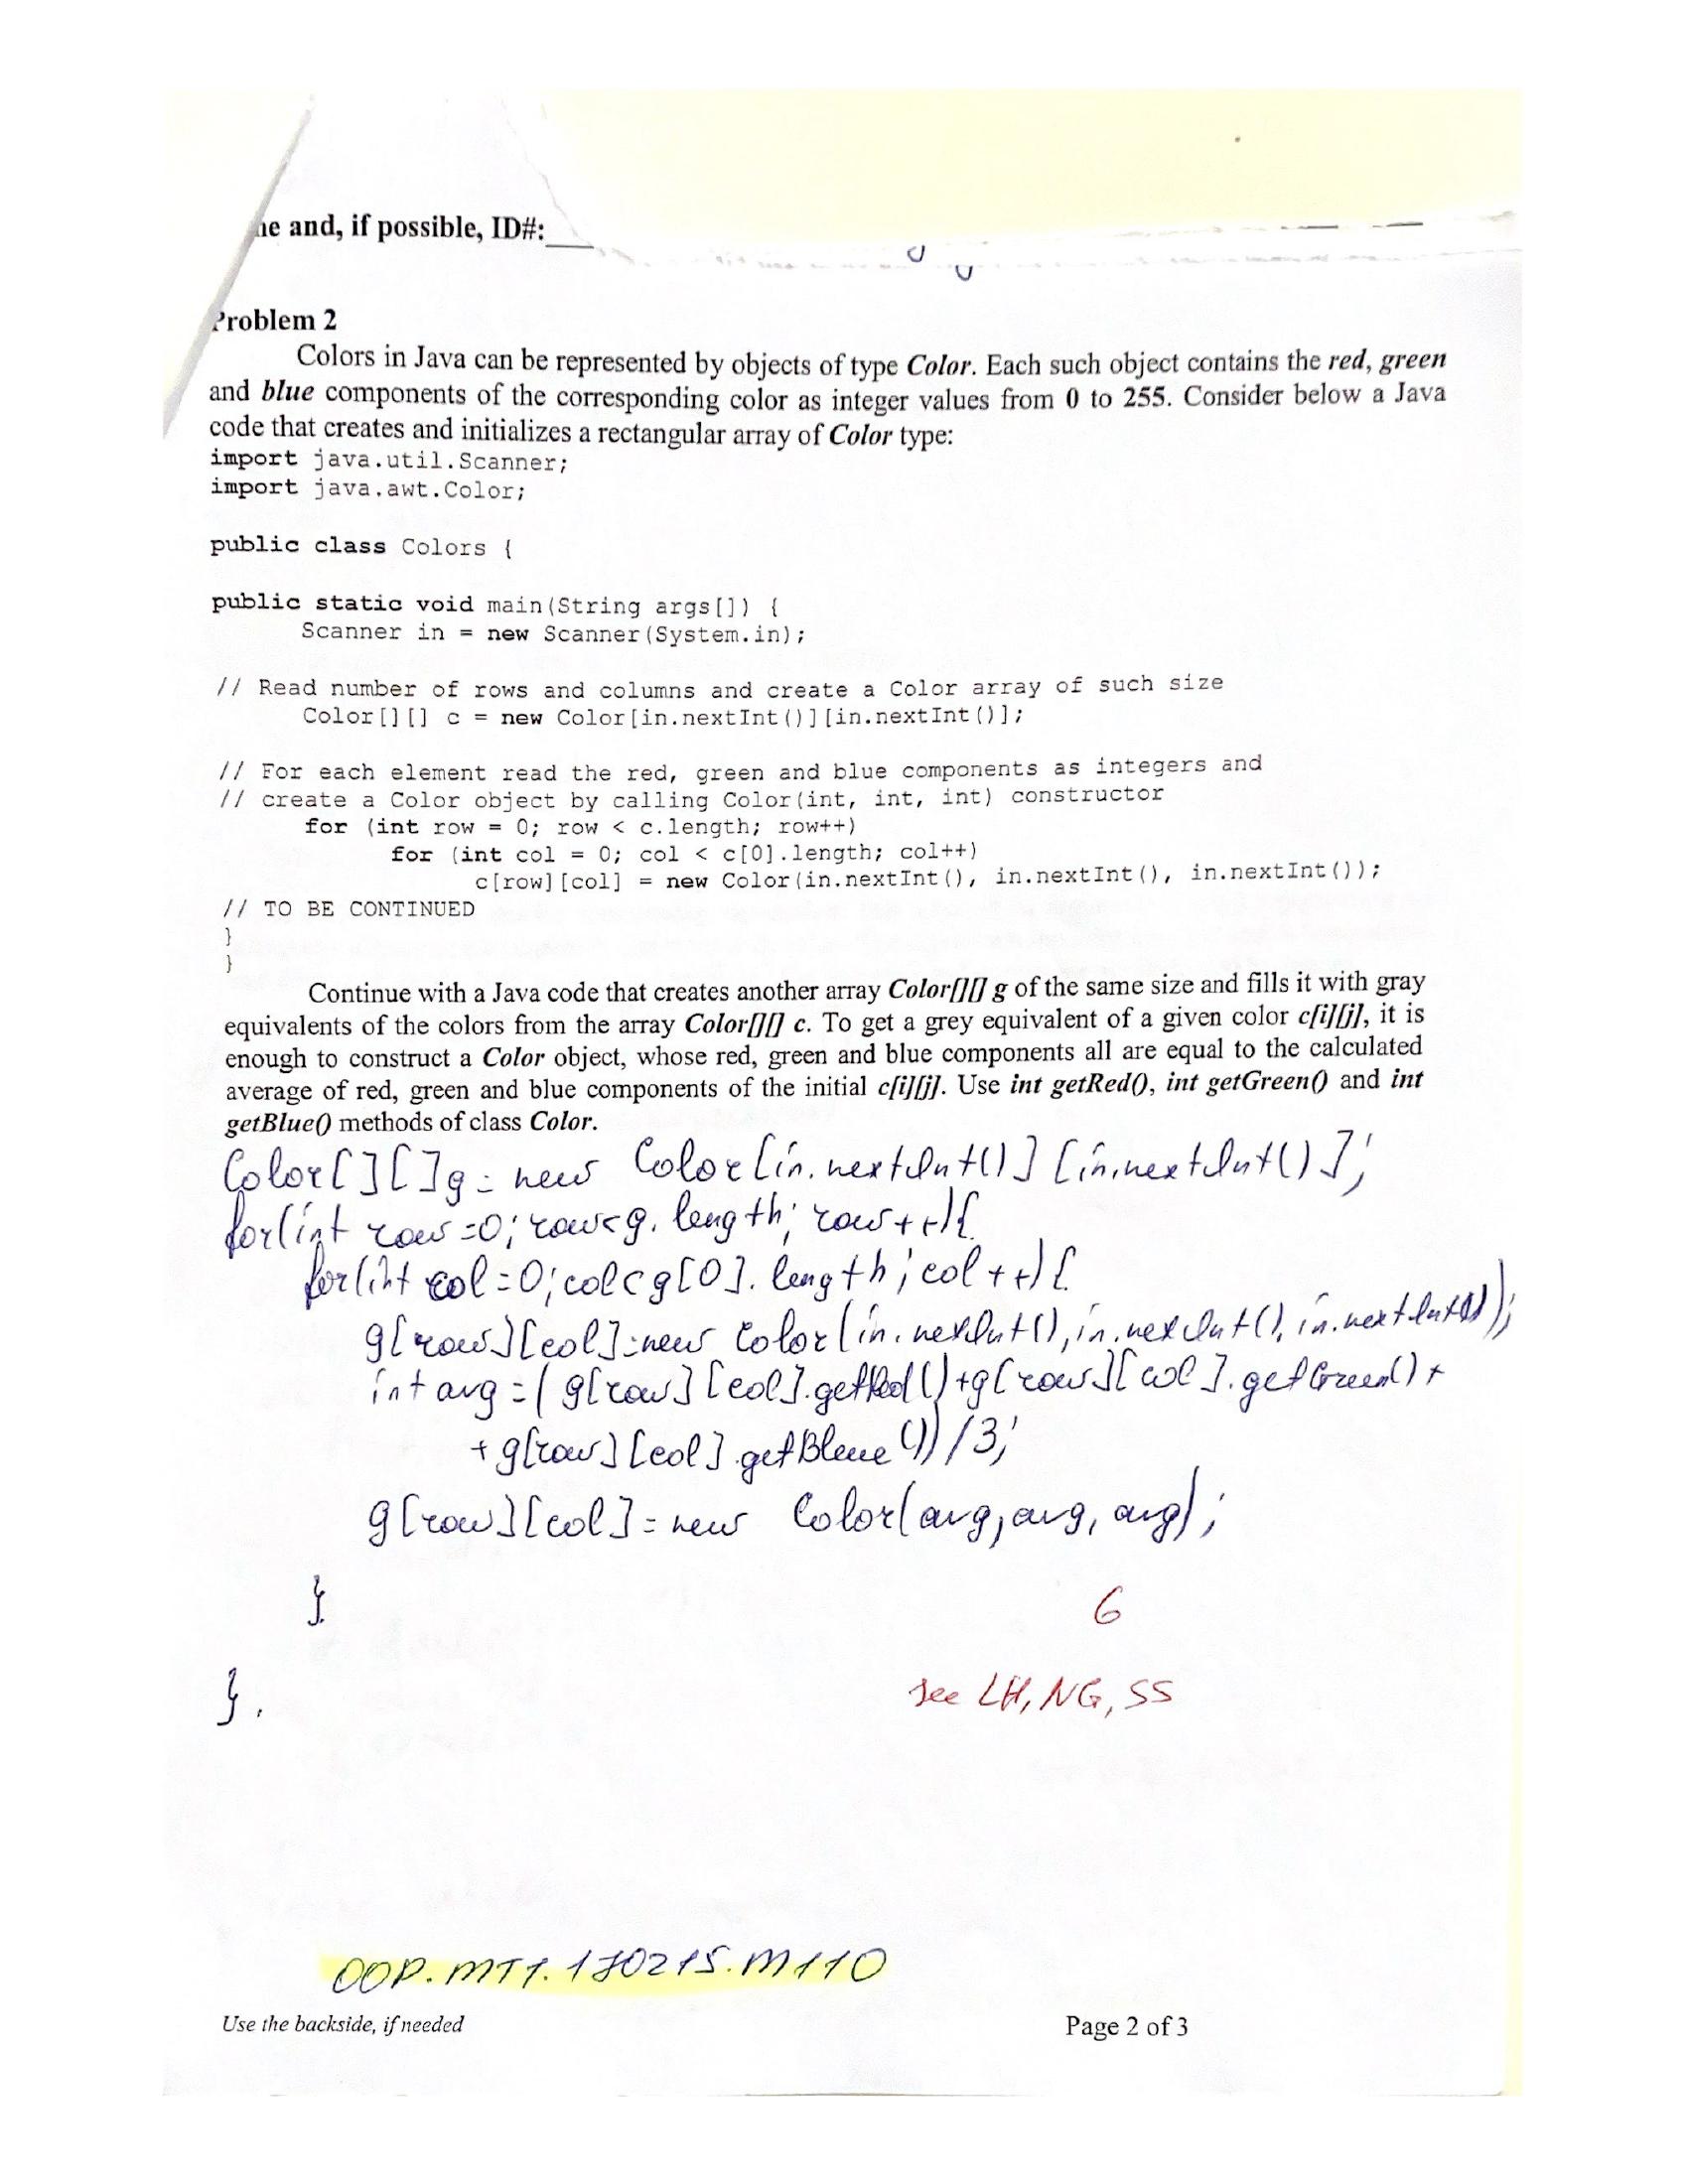 ne and, if possible, ID#:
Problem 2
Colors in Java can be represented by objects of type Color. Each such object contains the red, green
and blue components of the corresponding color as integer values from 0 to 255. Consider below a Java
code that creates and initializes a rectangular array of Color type:
import java.util.Scanner;
import java.awt.Color;
public class Colors {
public static void main(String args[]) {
Scanner in = new Scanner(System.in);
// Read number of rows and columns and create a Color array of such size
Color[][] c = new Color[in.nextInt()][in.nextInt()];
// For each element read the red, green and blue components as integers and
// create a Color object by calling Color(int, int, int) constructor
for (int row = 0; row < c.length; row++)
for (int col = 0; col < c[0].length; col++)
c[row][col] = new Color(in.nextInt(), in.nextInt(), in.nextInt());
// TO BE CONTINUED
}
}
Continue with a Java code that creates another array Color[][] g of the same size and fills it with gray
equivalents of the colors from the array Color[][] c. To get a grey equivalent of a given color c[i][j], it is
enough to construct a Color object, whose red, green and blue components all are equal to the calculated
average of red, green and blue components of the initial c[i][j]. Use int getRed(), int getGreen() and int
getBlue() methods of class Color.
Color[][]g = new Color[in.nextInt()][in.nextInt()];
for(int row=0; row<g.length; row++){
for(int col=0; col<g[0].length; col++){
g[row][col]=new Color(in.nexInt(), in.nexInt(), in.nextInt());
int avg = (g[row][col].getRed()+g[row][col].getGreen()+
+g[row][col].getBleue())/3;
g[row][col]=new Color(avg, avg, avg);
}
}.
6
see LH, NG, SS
OOP.MT1.170215.M110
Use the backside, if needed
Page 2 of 3